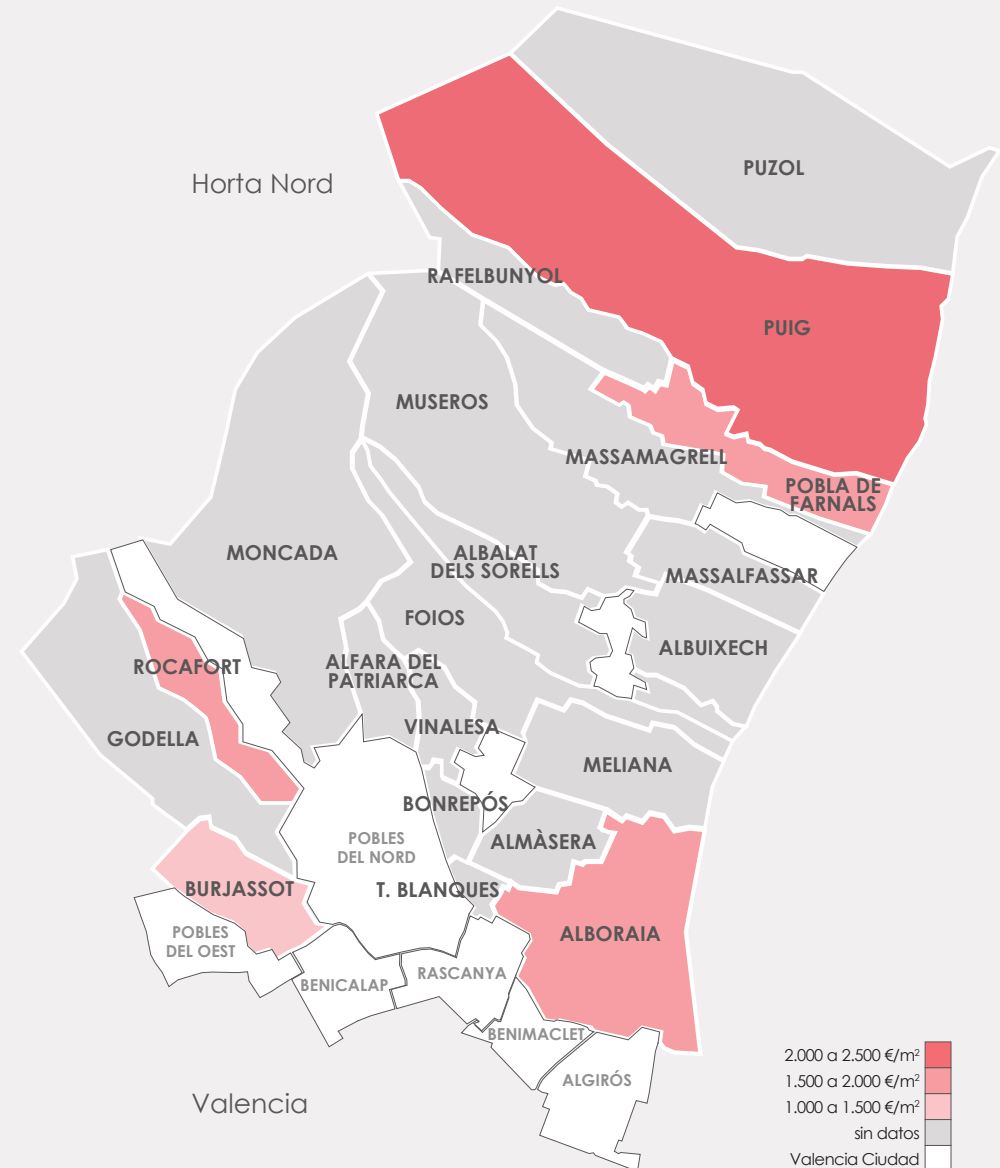 PUZOL
Horta Nord
RAFELBUNYOL
PUIG
MUSEROS
MASSAMAGRELL
POBLA DE
FARNALS
MONCADA
ALBALAT
DELS SORELLS
MASSALFASSAR
FOIOS
ALBUIXECH
ROCAFORT
ALFARA DEL
PATRIARCA
VINALESA
GODELLA
MELIANA
BONREPÓS
POBLES
DEL NORD
ALMÀSERA
BURJASSOT
T. BLANQUES
POBLES
DEL OEST
ALBORAIA
BENICALAP
RASCANYA
BENIMACLET
ALGIRÓS
Valencia
2.000 a 2.500 €/m²
1.500 a 2.000 €/m²
1.000 a 1.500 €/m²
sin datos
Valencia Ciudad